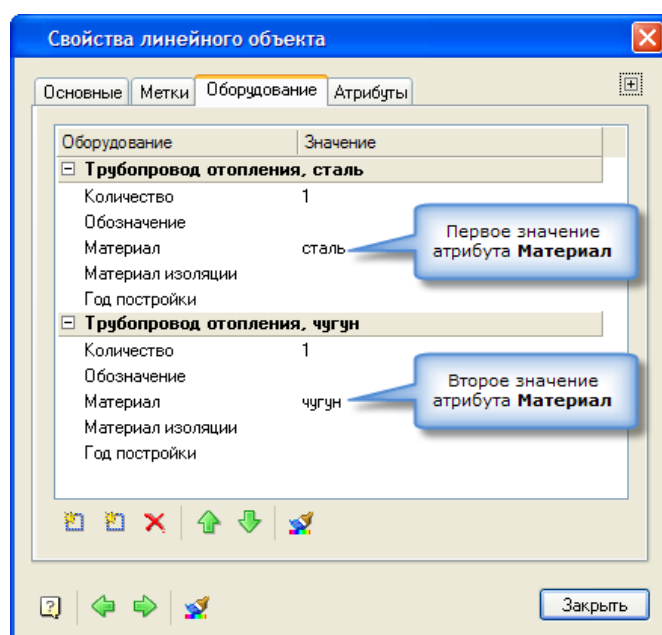 Свойства линейного объекта
Основные Метки Оборудование Атрибуты
Оборудование Значение
Трубопровод отопления, сталь
Количество 1
Обозначение
Материал сталь
Материал изоляции
Год постройки
Первое значение
атрибута Материал
Трубопровод отопления, чугун
Количество 1
Обозначение
Материал чугун
Материал изоляции
Год постройки
Второе значение
атрибута Материал
Закрыть